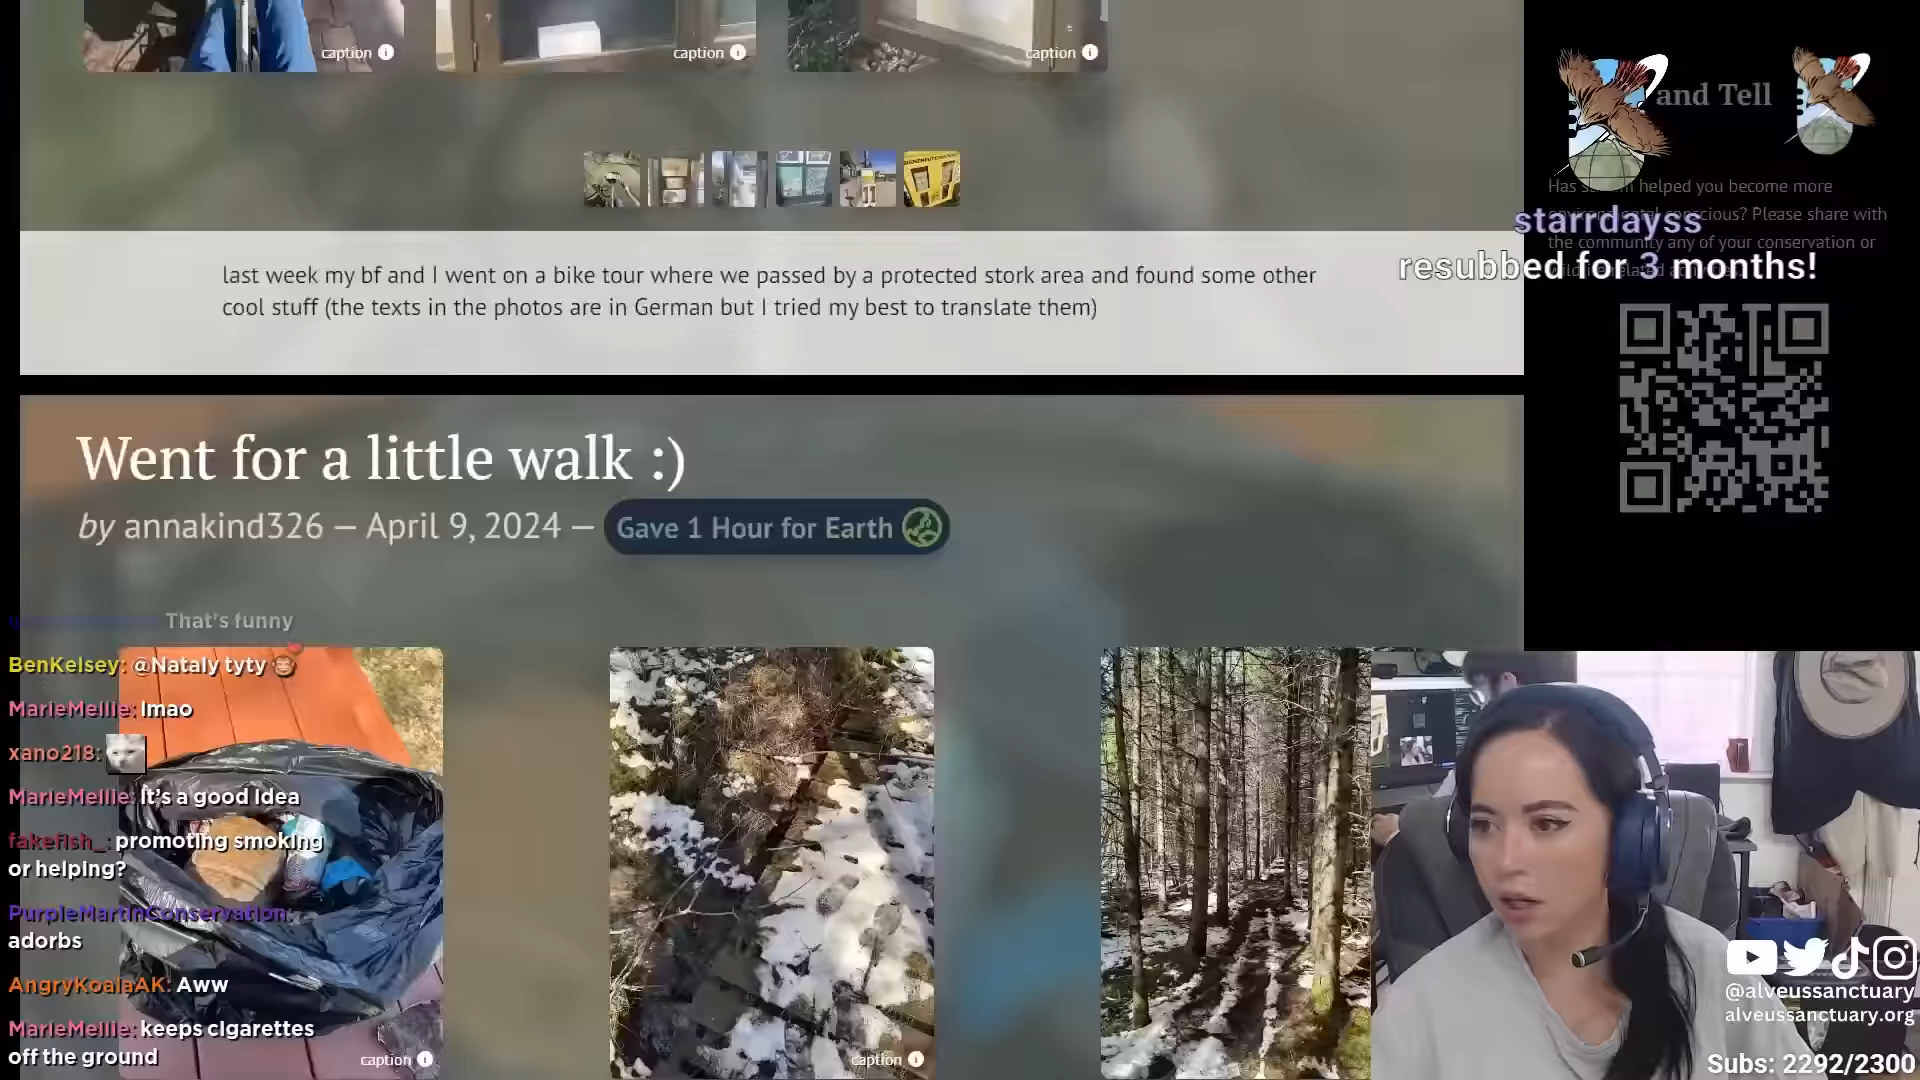 caption
caption
caption
and Tell
Has helped you become more
environmental conscious? Please share with
the community any of your conservation or
starrdayss
resubbed for 3 months!
last week my bf and I went on a bike tour where we passed by a protected stork area and found some other
cool stuff (the texts in the photos are in German but I tried my best to translate them)
Went for a little walk :)
by annakind326 — April 9, 2024 — Gave 1 Hour for Earth
That's funny
BenKelsey: @Nataly tyty
MarieMellie: lmao
xano218:
MarieMellie: It's a good idea
fakefish_: promoting smoking
or helping?
PurpleMartinConservation:
adorbs
AngryKoalaAK: Aww
MarieMellie: keeps cigarettes
off the ground
caption
caption
@alveussanctuary
alveussanctuary.org
Subs: 2292/2300